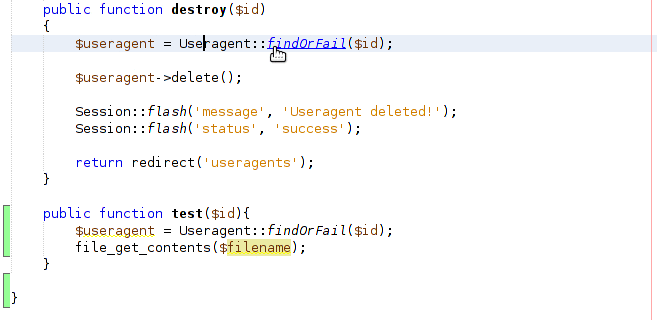 public function destroy($id)
{
$useragent = Useragent::findOrFail($id);
$useragent->delete();
Session::flash('message', 'Useragent deleted!');
Session::flash('status', 'success');
return redirect('useragents');
}
public function test($id){
$useragent = Useragent::findOrFail($id);
file_get_contents($filename);
}
}